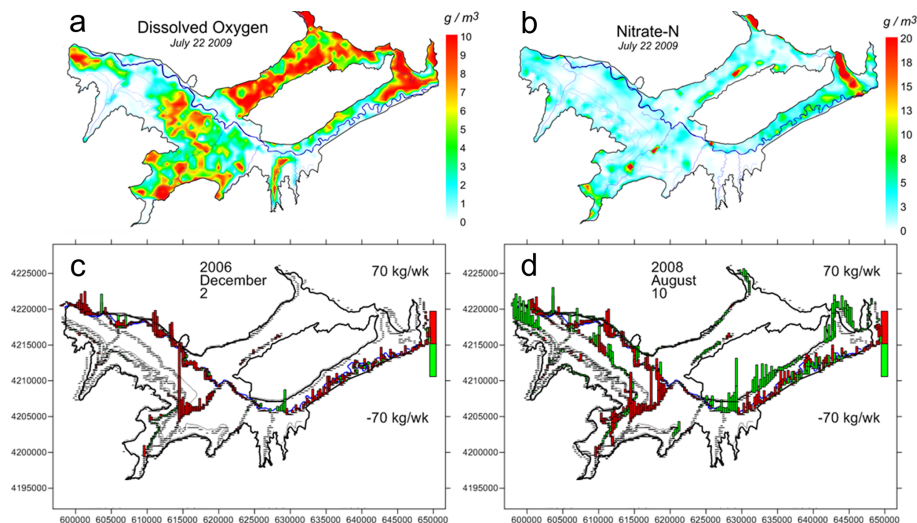 a
Dissolved Oxygen
July 22 2009
g / m3
10
9
8
7
6
5
4
3
2
1
0
b
Nitrate-N
July 22 2009
g / m3
20
18
15
13
10
8
5
3
0
c
2006
December
2
70 kg/wk
-70 kg/wk
4225000
4220000
4215000
4210000
4205000
4200000
4195000
600000 605000 610000 615000 620000 625000 630000 635000 640000 645000 650000
d
2008
August
10
70 kg/wk
-70 kg/wk
600000 605000 610000 615000 620000 625000 630000 635000 640000 645000 650000